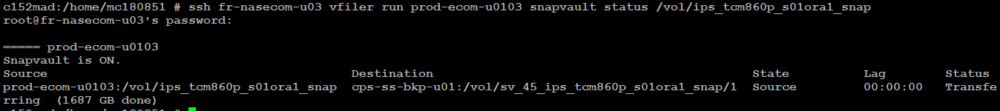 c152mad:/home/mc180851 # ssh fr-nasecom-u03 vfiler run prod-ecom-u0103 snapvault status /vol/ips_tcm860p_s01ora1_snap
root@fr-nasecom-u03's password:
===== prod-ecom-u0103
Snapvault is ON.
Source Destination State Lag Status
prod-ecom-u0103:/vol/ips_tcm860p_s01ora1_snap cps-ss-bkp-u01:/vol/sv_45_ips_tcm860p_s01ora1_snap/1 Source 00:00:00 Transfe
rring (1687 GB done)